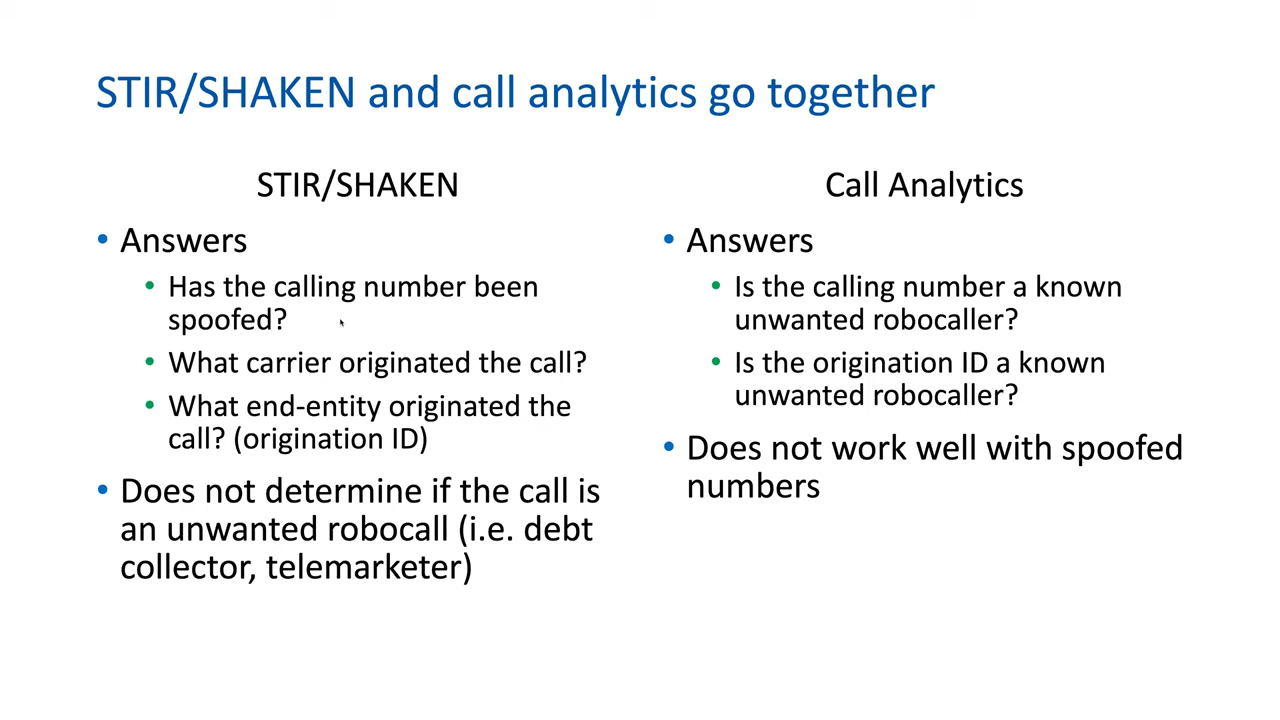 STIR/SHAKEN and call analytics go together
STIR/SHAKEN
• Answers
• Has the calling number been
spoofed?
• What carrier originated the call?
• What end-entity originated the
call? (origination ID)
• Does not determine if the call is
an unwanted robocall (i.e. debt
collector, telemarketer)
Call Analytics
• Answers
• Is the calling number a known
unwanted robocaller?
• Is the origination ID a known
unwanted robocaller?
• Does not work well with spoofed
numbers